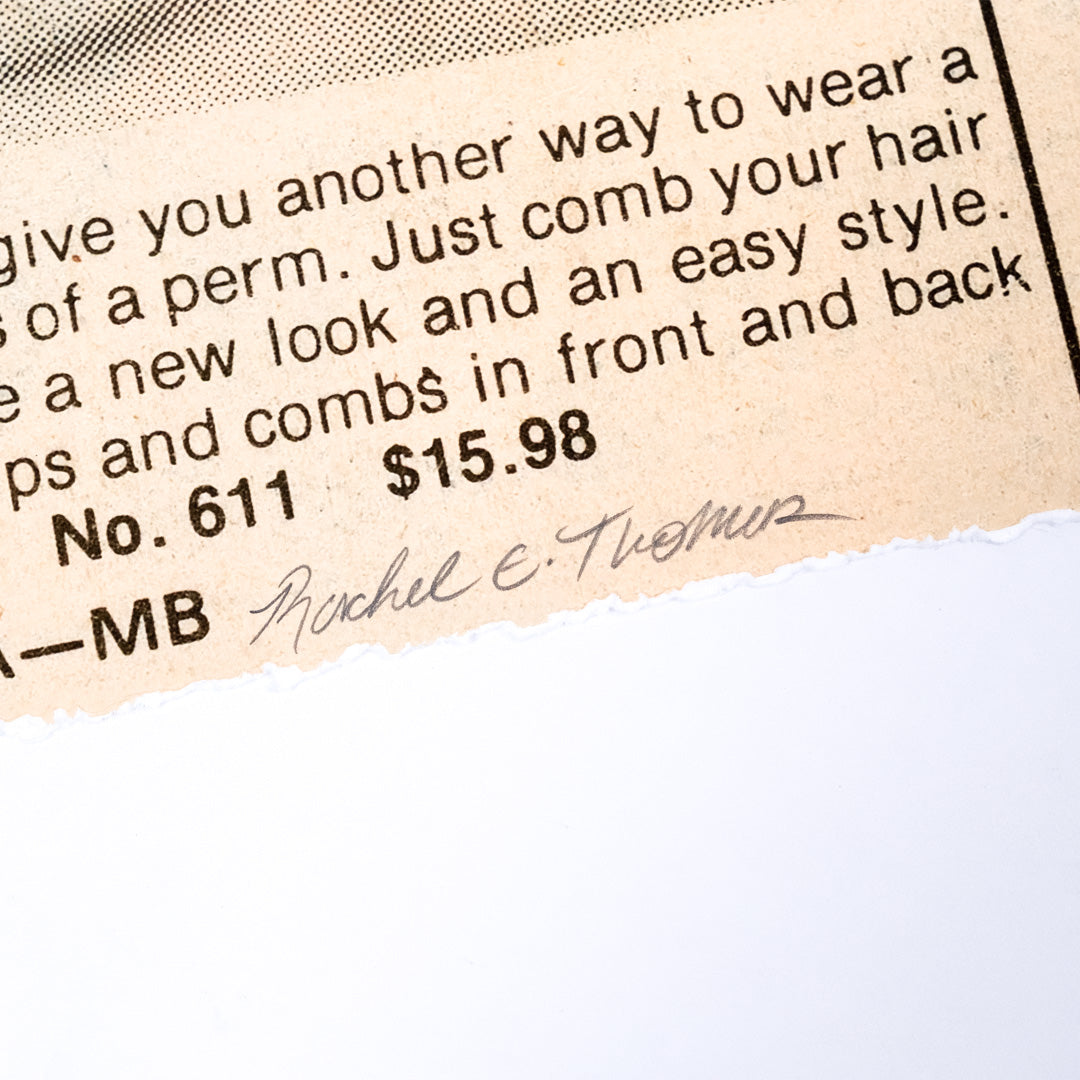 give you another way to wear a
of a perm. Just comb your hair
a new look and an easy style.
ps and combs in front and back
No. 611 $15.98
—MB Rachel E. Thomas